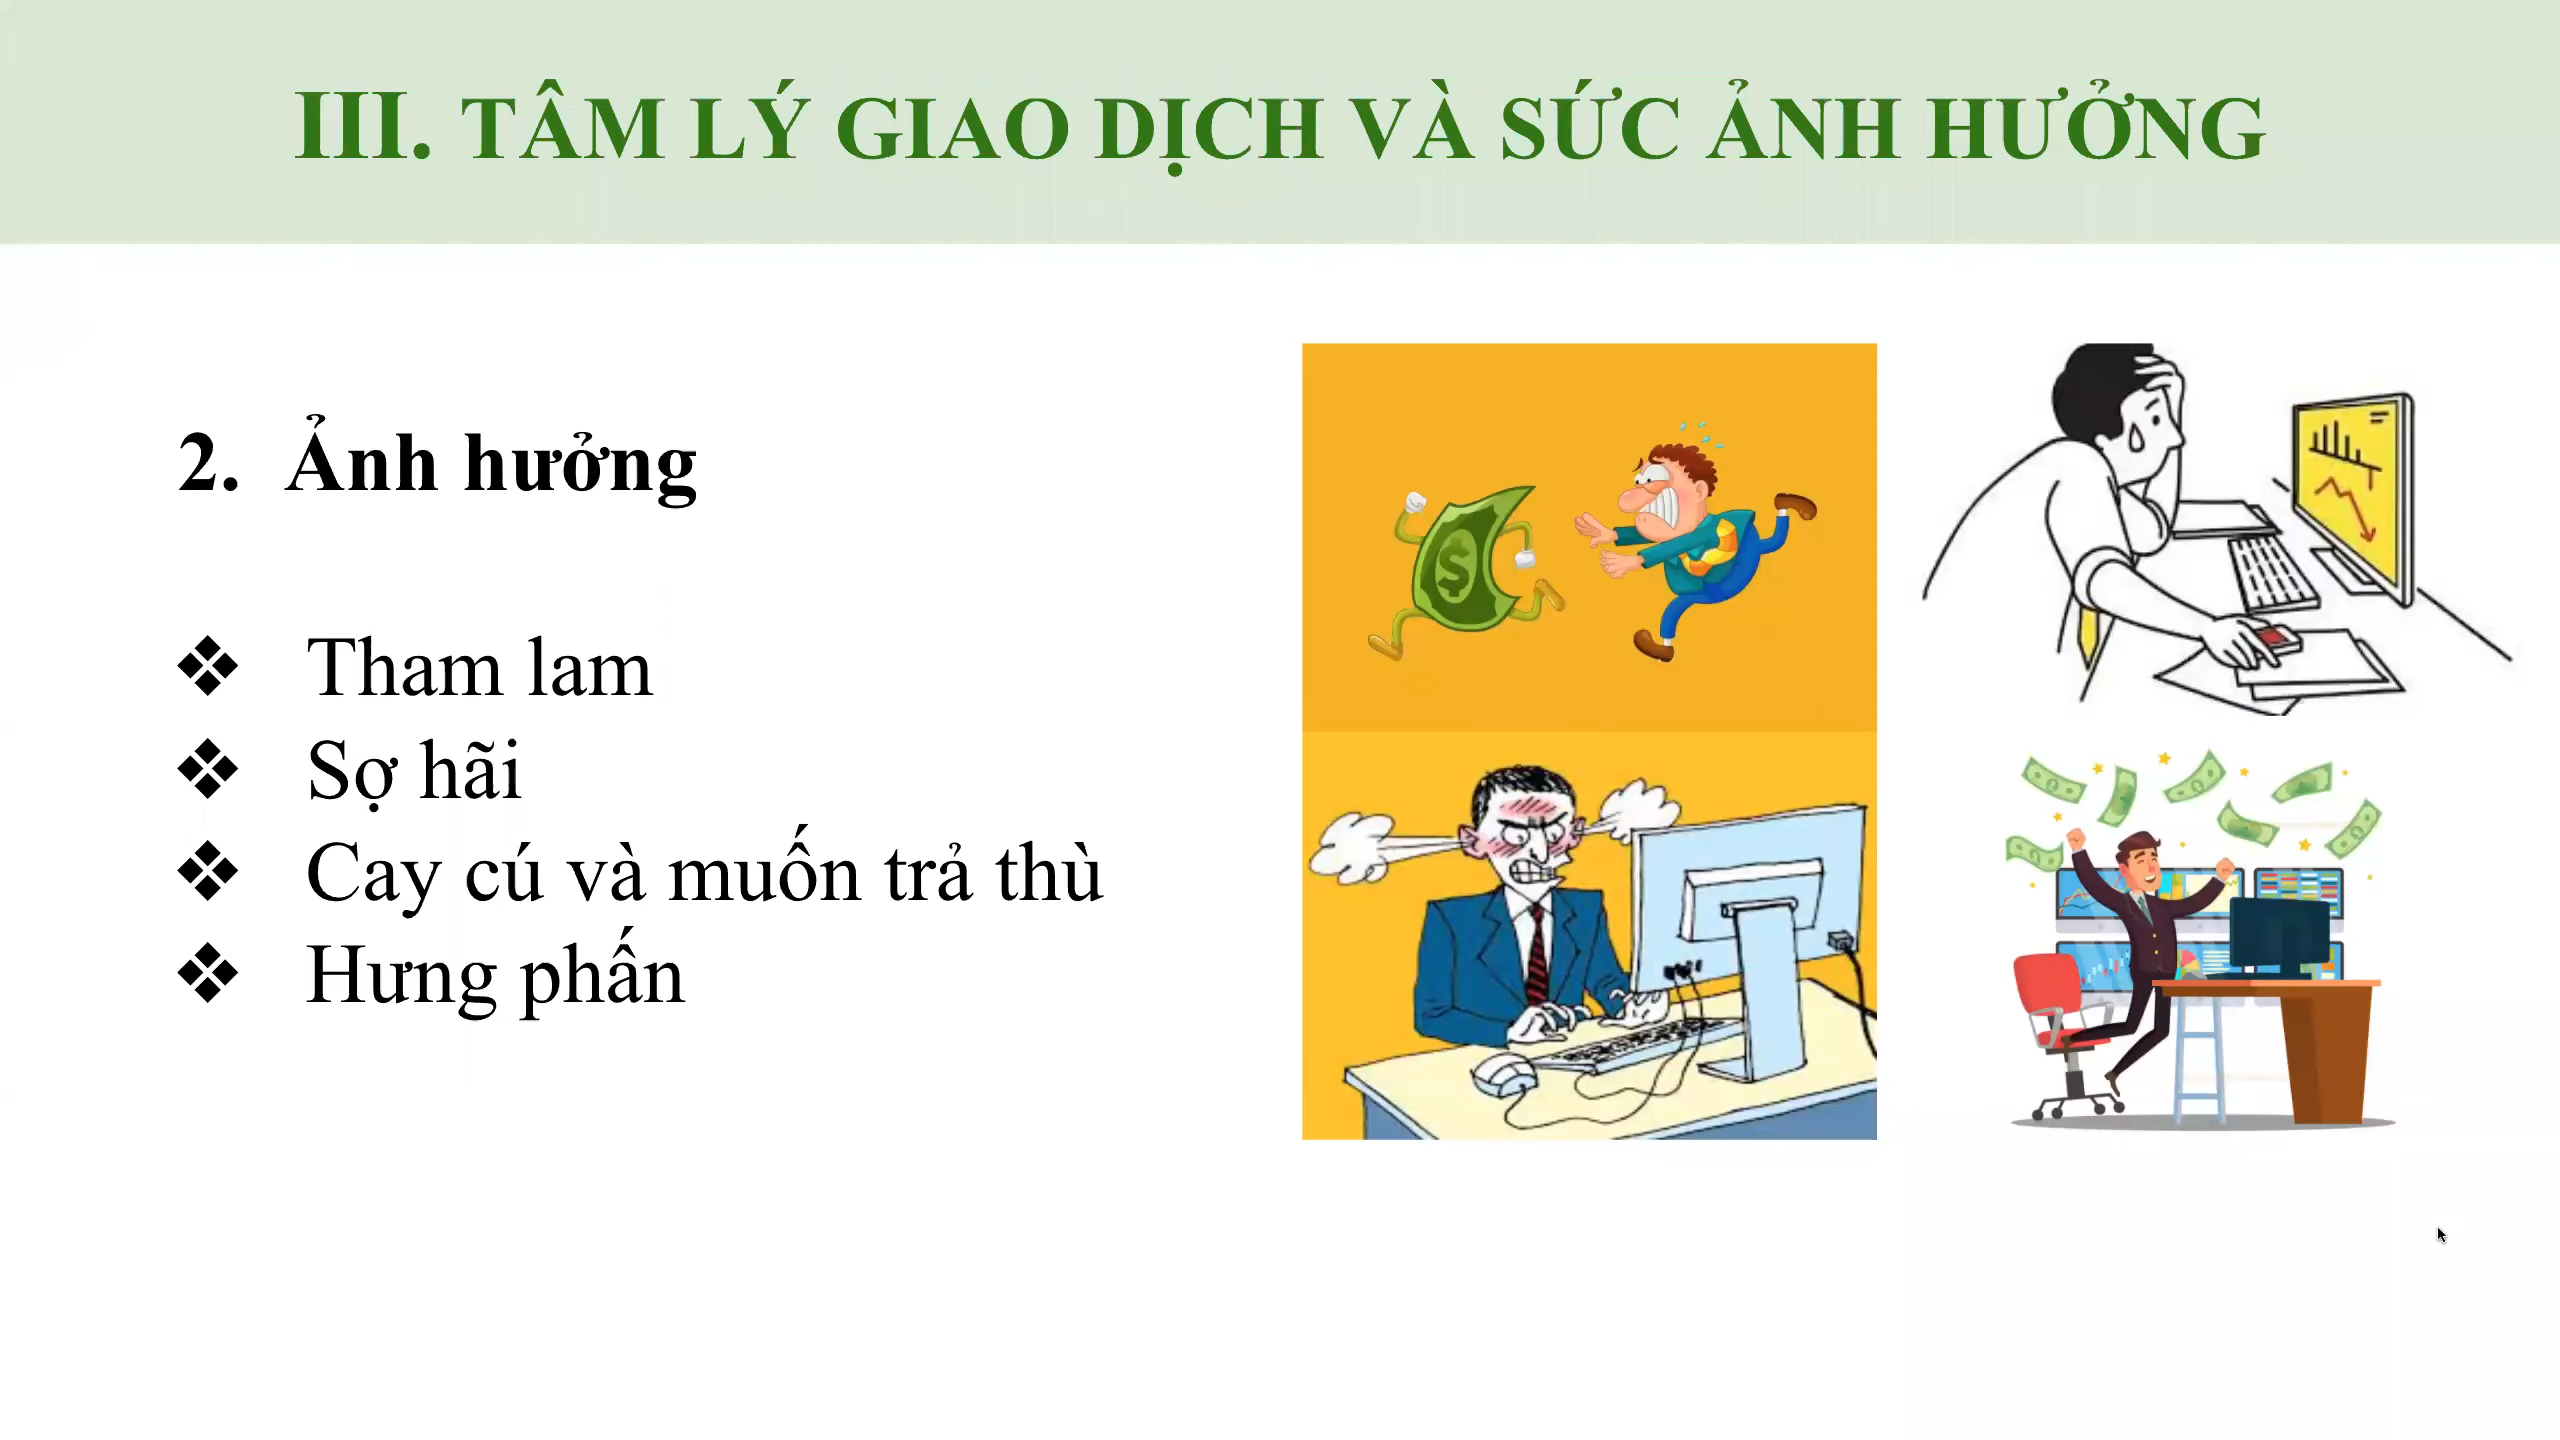 III. TÂM LÝ GIAO DỊCH VÀ SỨC ẢNH HƯỞNG
2. Ảnh hưởng
❖ Tham lam
❖ Sợ hãi
❖ Cay cú và muốn trả thù
❖ Hưng phấn
$